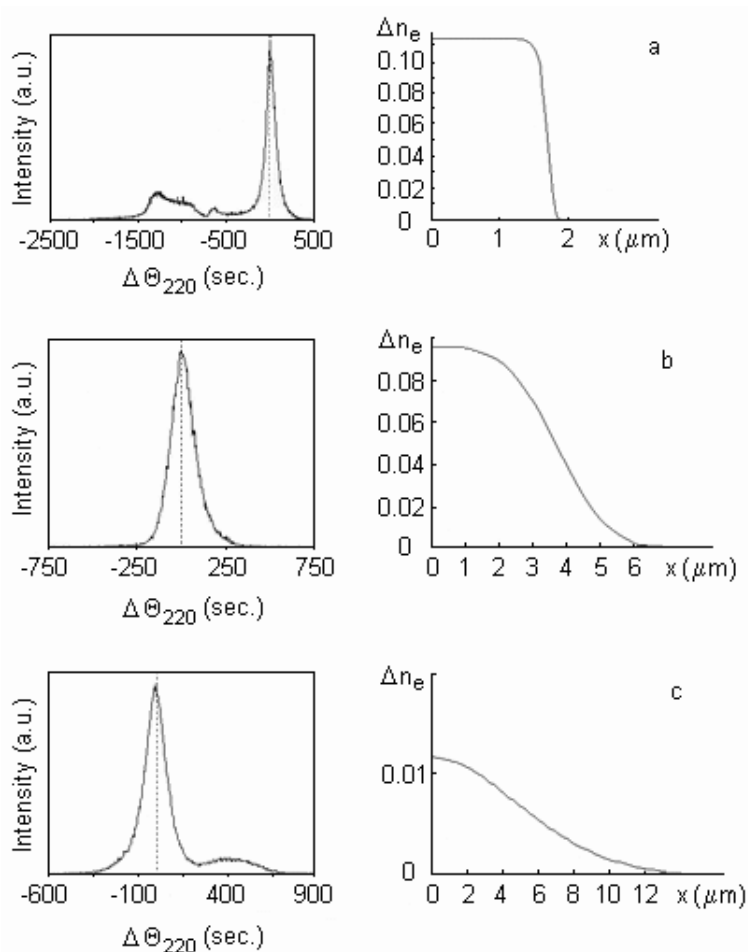 Intensity (a.u.)
-2500 -1500 -500 500
ΔΘ220 (sec.)
Δne
a
0.10
0.08
0.06
0.04
0.02
0
0 1 2 x (μm)
Intensity (a.u.)
-750 -250 250 750
ΔΘ220 (sec.)
Δne
b
0.08
0.06
0.04
0.02
0
0 1 2 3 4 5 6 x (μm)
Intensity (a.u.)
-600 -100 400 900
ΔΘ220 (sec.)
Δne
c
0.01
0
0 2 4 6 8 10 12 x (μm)